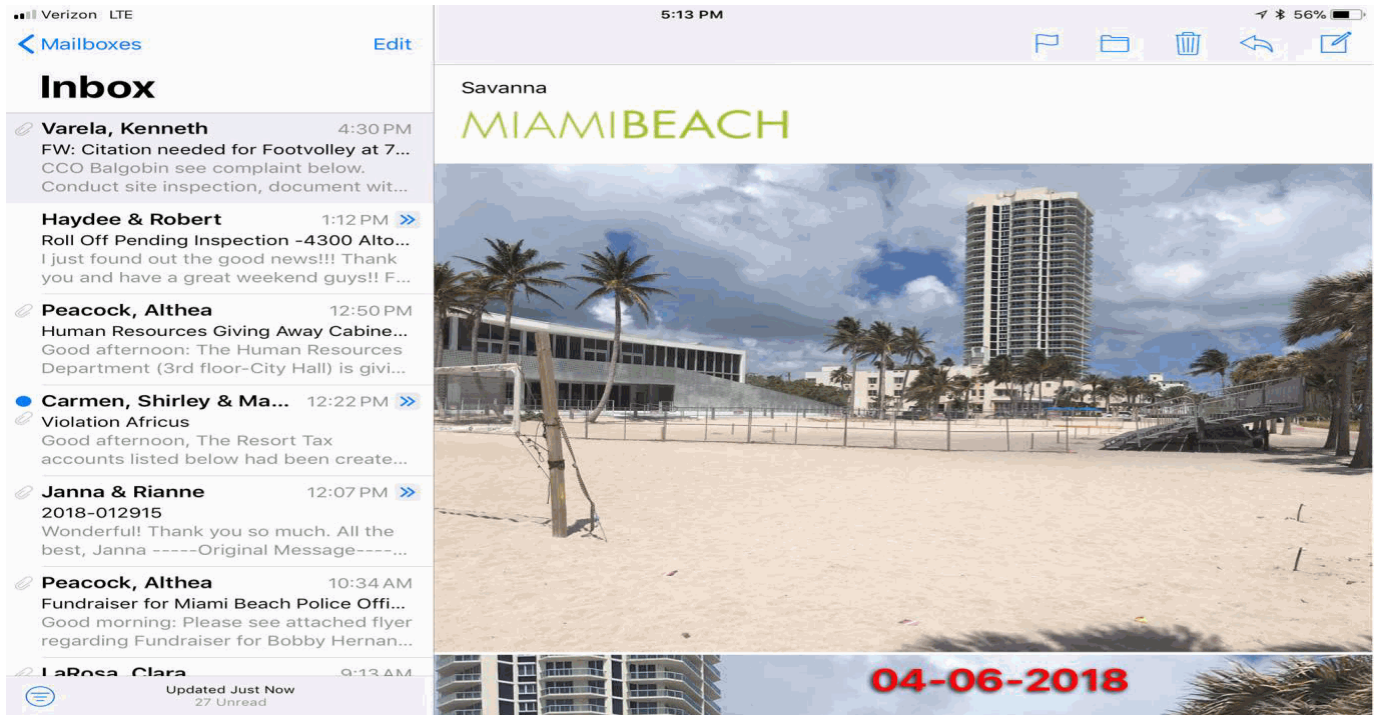 Verizon LTE
5:13 PM
56%
Mailboxes
Edit
Inbox
Varela, Kenneth 4:30 PM
FW: Citation needed for Footvolley at 7...
CCO Balgobin see complaint below.
Conduct site inspection, document wit...
Haydee & Robert 1:12 PM
Roll Off Pending Inspection -4300 Alto...
I just found out the good news!!! Thank
you and have a great weekend guys!! F...
Peacock, Althea 12:50 PM
Human Resources Giving Away Cabine...
Good afternoon: The Human Resources
Department (3rd floor-City Hall) is givi...
Carmen, Shirley & Ma... 12:22 PM
Violation Africus
Good afternoon, The Resort Tax
accounts listed below had been create...
Janna & Rianne 12:07 PM
2018-012915
Wonderful! Thank you so much. All the
best, Janna -----Original Message----...
Peacock, Althea 10:34 AM
Fundraiser for Miami Beach Police Offi...
Good morning: Please see attached flyer
regarding Fundraiser for Bobby Hernan...
LaRosa, Clara 9:13 AM
Updated Just Now
27 Unread
Savanna
MIAMIBEACH
04-06-2018